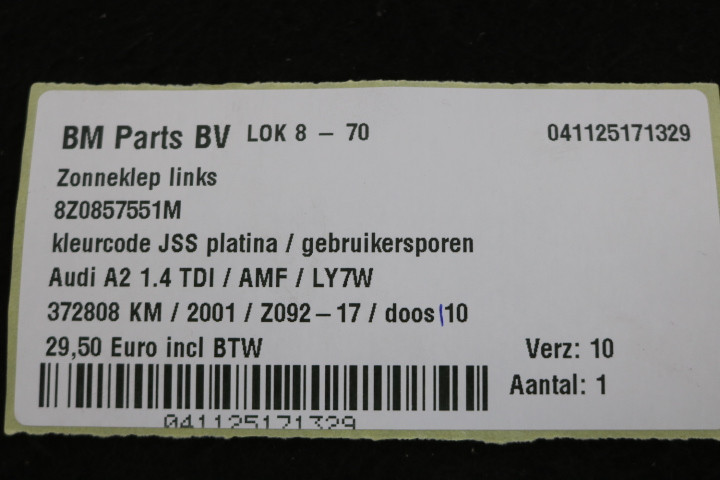 BM Parts BV LOK 8 - 70 041125171329
Zonneklep links
8Z0857551M
kleurcode JSS platina / gebruikersporen
Audi A2 1.4 TDI / AMF / LY7W
372808 KM / 2001 / Z092-17 / doos 10
29,50 Euro incl BTW Verz: 10
Aantal: 1
041125171329